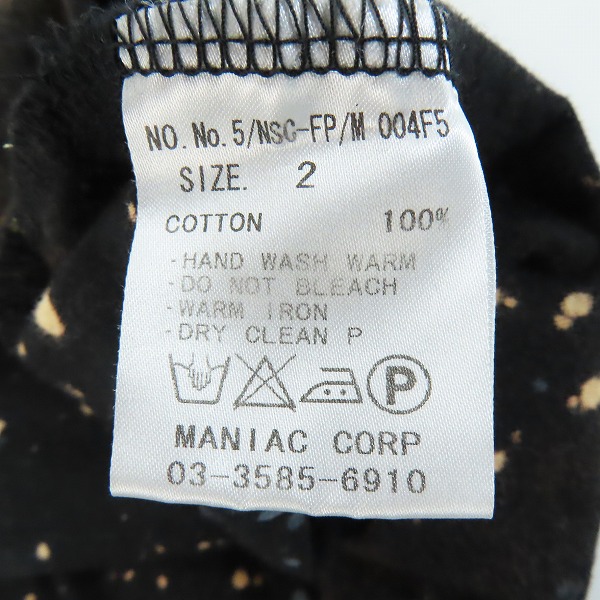 NO. No.5/NSC-FP/M 004F5
SIZE. 2
COTTON 100%
-HAND WASH WARM
-DO NOT BLEACH
-WARM IRON
-DRY CLEAN P
P
MANIAC CORP
03-3585-6910